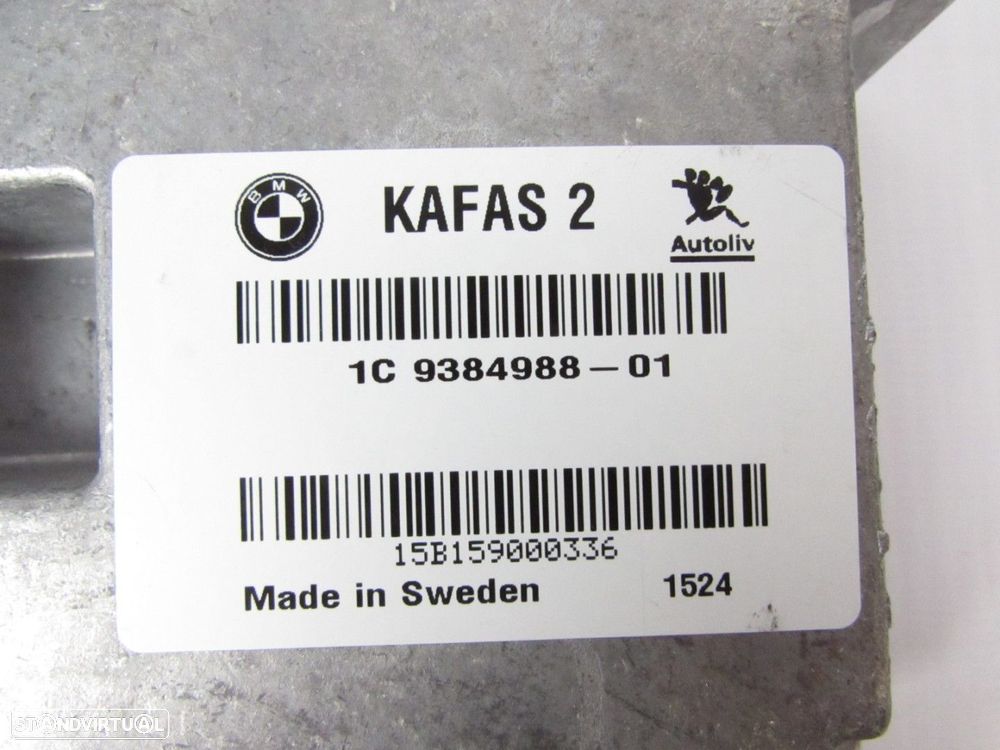 BMW
KAFAS 2
Autoliv
1C 9384988-01
15B159000336
Made in Sweden 1524
STANDVIRTUAL